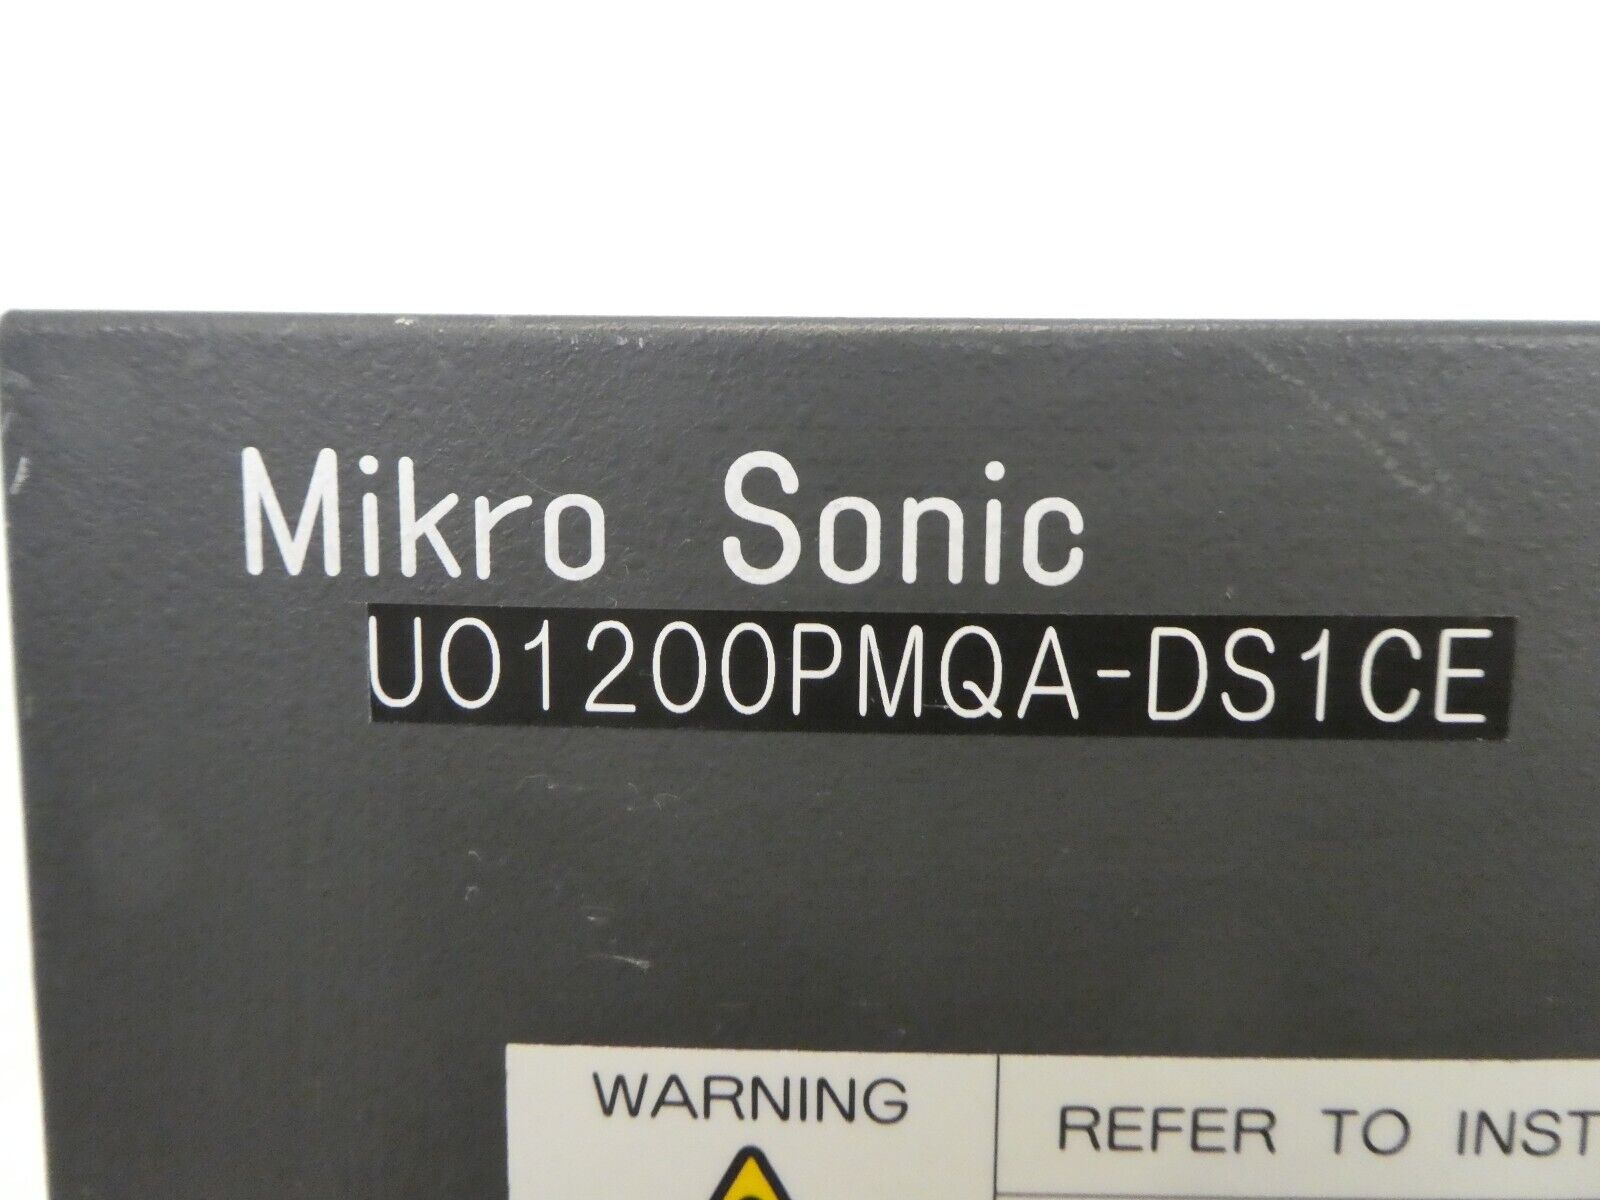 Mikro Sonic
UO1200PMQA-DS1CE
WARNING
REFER TO INST